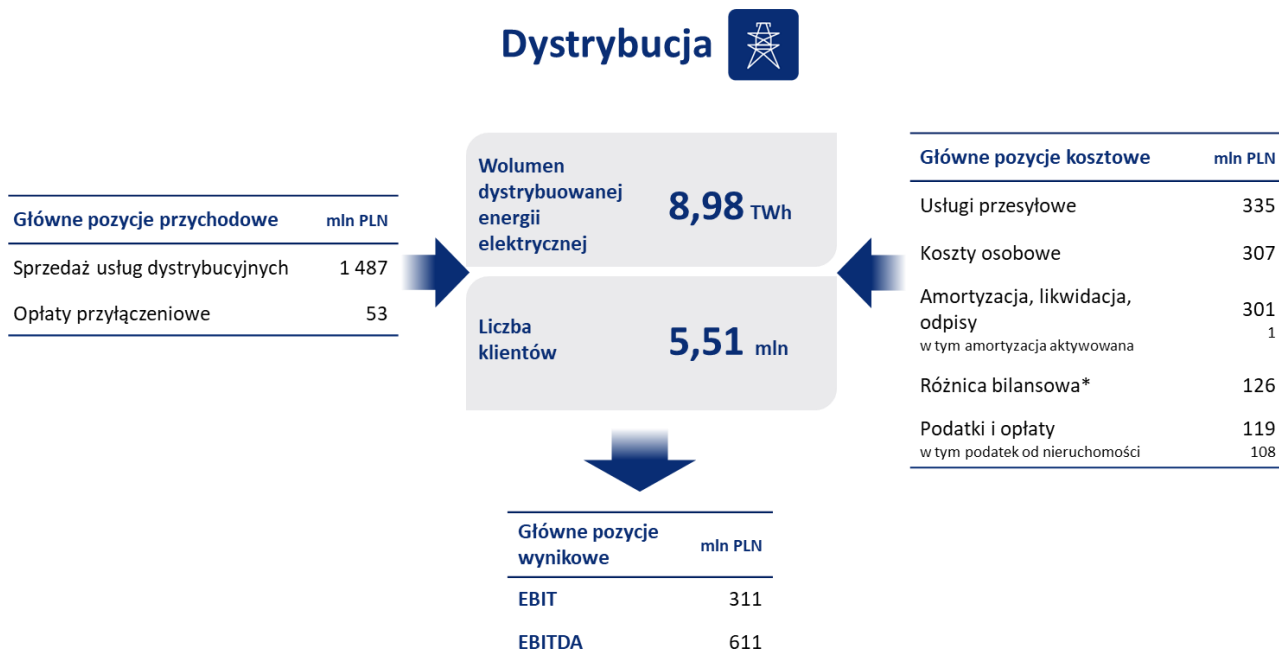 Dystrybucja
Główne pozycje przychodowe mln PLN
Sprzedaż usług dystrybucyjnych 1 487
Opłaty przyłączeniowe 53
Wolumen
dystrybuowanej
energii
elektrycznej
8,98 TWh
Liczba
klientów
5,51 mln
Główne pozycje kosztowe mln PLN
Usługi przesyłowe 335
Koszty osobowe 307
Amortyzacja, likwidacja,
odpisy 301
w tym amortyzacja aktywowana 1
Różnica bilansowa* 126
Podatki i opłaty 119
w tym podatek od nieruchomości 108
Główne pozycje
wynikowe mln PLN
EBIT 311
EBITDA 611